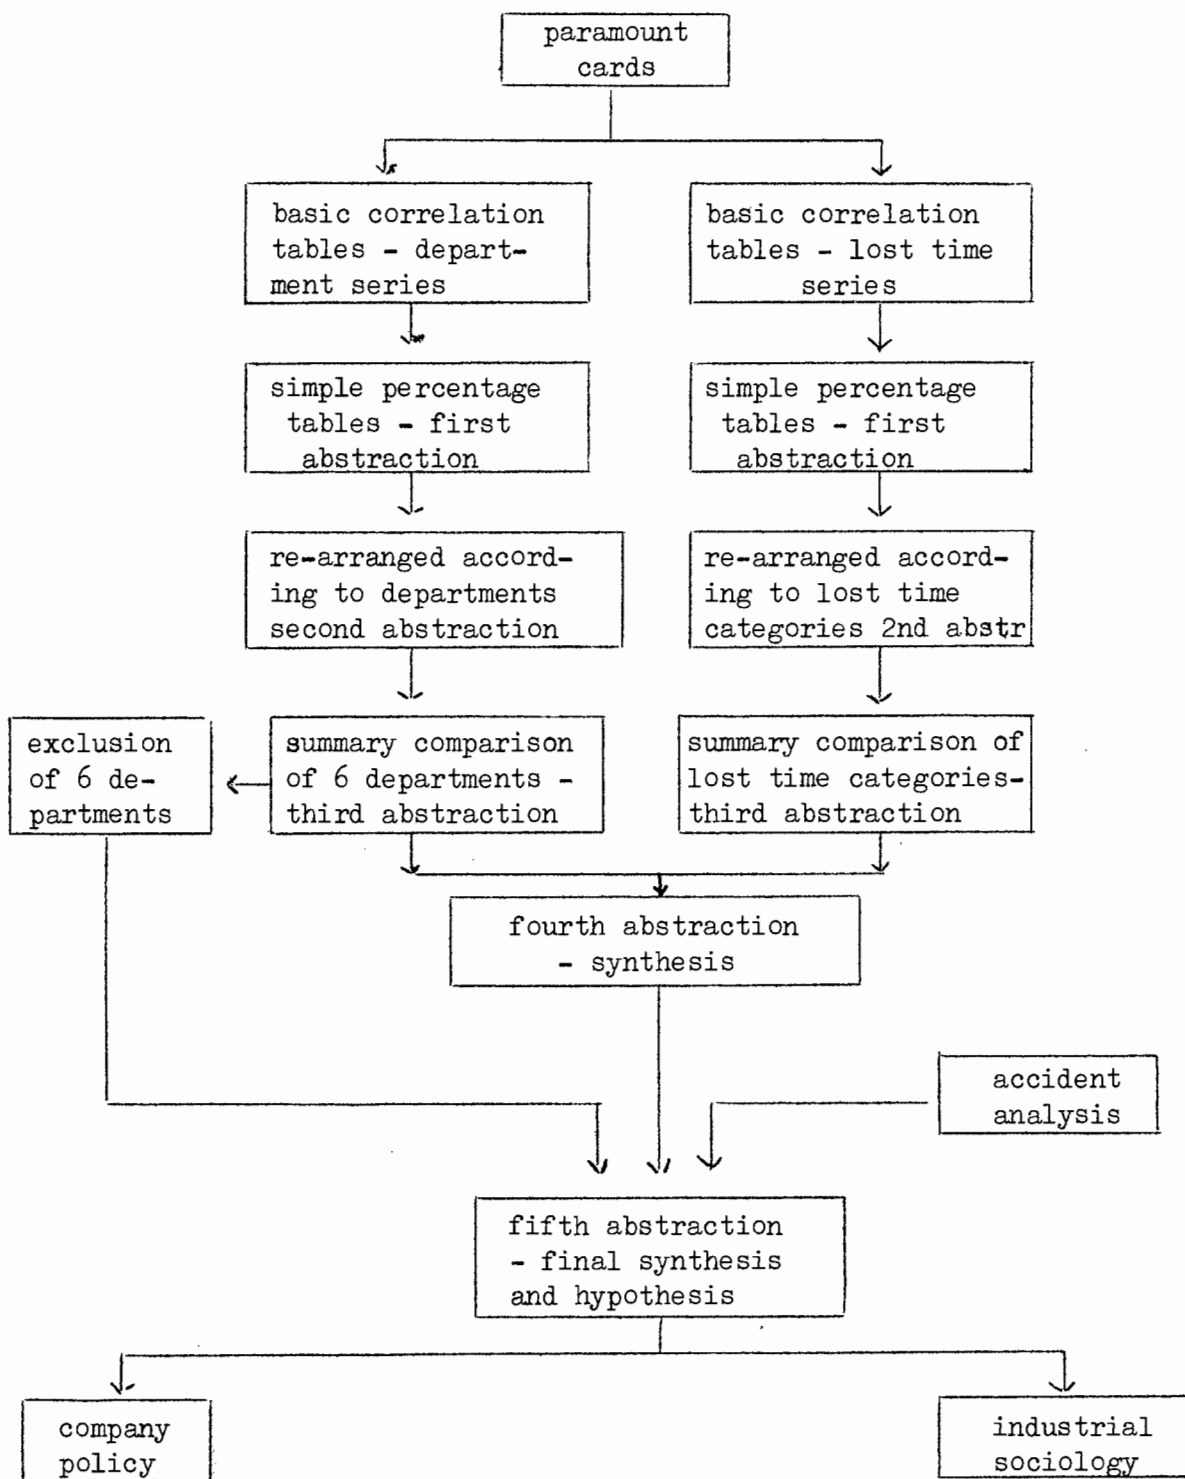 paramount
cards
basic correlation
tables - depart-
ment series
basic correlation
tables - lost time
series
simple percentage
tables - first
abstraction
simple percentage
tables - first
abstraction
re-arranged accord-
ing to departments
second abstraction
re-arranged accord-
ing to lost time
categories 2nd abstr
exclusion
of 6 de-
partments
summary comparison
of 6 departments -
third abstraction
summary comparison of
lost time categories-
third abstraction
fourth abstraction
- synthesis
accident
analysis
fifth abstraction
- final synthesis
and hypothesis
company
policy
industrial
sociology